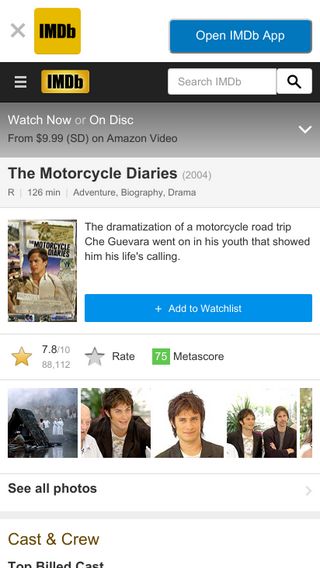 IMDb
Open IMDb App
IMDb
Search IMDb
Watch Now or On Disc
From $9.99 (SD) on Amazon Video
The Motorcycle Diaries (2004)
R | 126 min | Adventure, Biography, Drama
THE MOTORCYCLE DIARIES
The dramatization of a motorcycle road trip
Che Guevara went on in his youth that showed
him his life's calling.
+ Add to Watchlist
7.8/10
88,112
Rate
75 Metascore
See all photos
Cast & Crew
Top Billed Cast